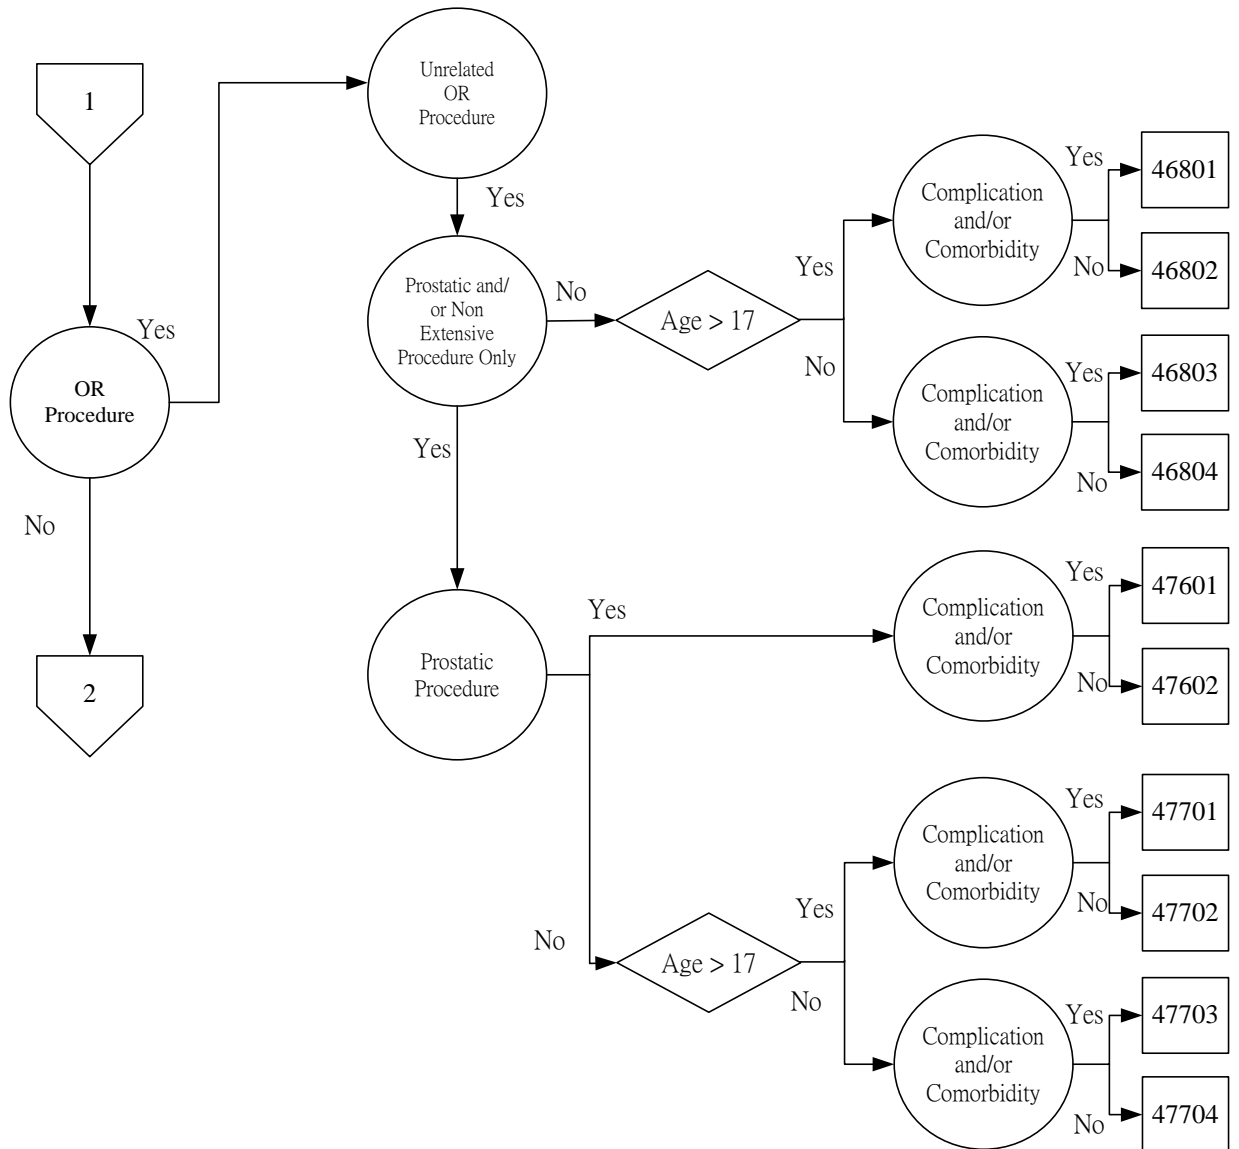 1
Yes
OR
Procedure
No
2
Unrelated
OR
Procedure
Yes
Prostatic and/
or Non
Extensive
Procedure Only
No
Yes
Age > 17
Yes
No
Complication
and/or
Comorbidity
Yes
46801
No
46802
Complication
and/or
Comorbidity
Yes
46803
No
46804
Prostatic
Procedure
Yes
No
Complication
and/or
Comorbidity
Yes
47601
No
47602
Age > 17
Yes
No
Complication
and/or
Comorbidity
Yes
47701
No
47702
Complication
and/or
Comorbidity
Yes
47703
No
47704